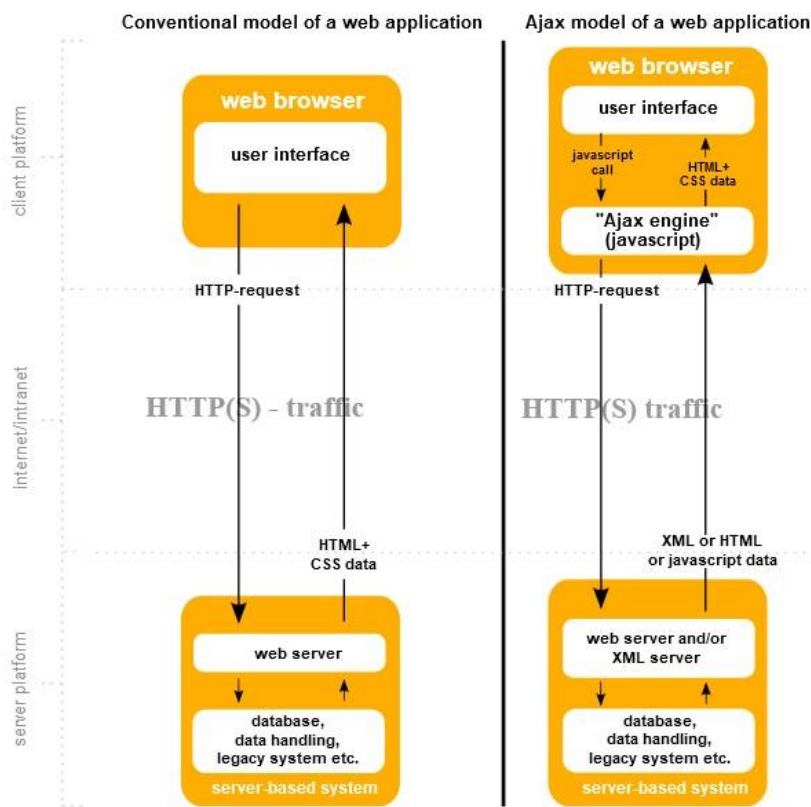 Conventional model of a web application
web browser
user interface
HTTP-request
HTTP(S) - traffic
HTML+
CSS data
web server
database,
data handling,
legacy system etc.
server-based system
Ajax model of a web application
web browser
user interface
javascript
call
HTML+
CSS data
"Ajax engine"
(javascript)
HTTP-request
HTTP(S) traffic
XML or HTML
or javascript data
web server and/or
XML server
database,
data handling,
legacy system etc.
server-based system
client platform
Internet/intranet
server platform